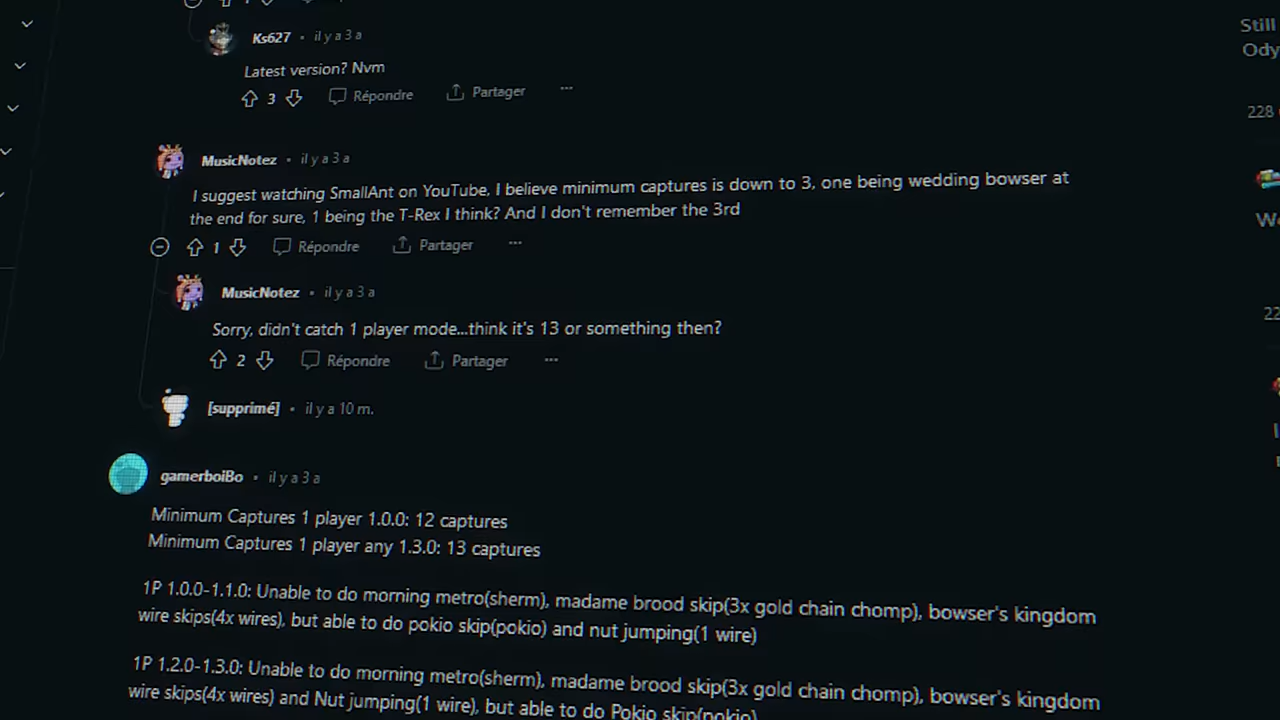 Ks627 • il y a 3 a
Still
Ody
Latest version? Nvm
3 Répondre Partager ...
228
MusicNotez • il y a 3 a
I suggest watching SmallAnt on YouTube. I believe minimum captures is down to 3, one being wedding bowser at
the end for sure, 1 being the T-Rex I think? And I don't remember the 3rd
1 Répondre Partager ...
MusicNotez • il y a 3 a
Sorry, didn't catch 1 player mode...think it's 13 or something then?
2 Répondre Partager ...
[supprimé] • il y a 10 m.
gamerboiBo • il y a 3 a
Minimum Captures 1 player 1.0.0: 12 captures
Minimum Captures 1 player any 1.3.0: 13 captures
1P 1.0.0-1.1.0: Unable to do morning metro(sherm), madame brood skip(3x gold chain chomp), bowser's kingdom
wire skips(4x wires), but able to do pokio skip(pokio) and nut jumping(1 wire)
1P 1.2.0-1.3.0: Unable to do morning metro(sherm), madame brood skip(3x gold chain chomp), bowser's kingdom
wire skips(4x wires) and Nut jumping(1 wire), but able to do Pokio skip(pokio)